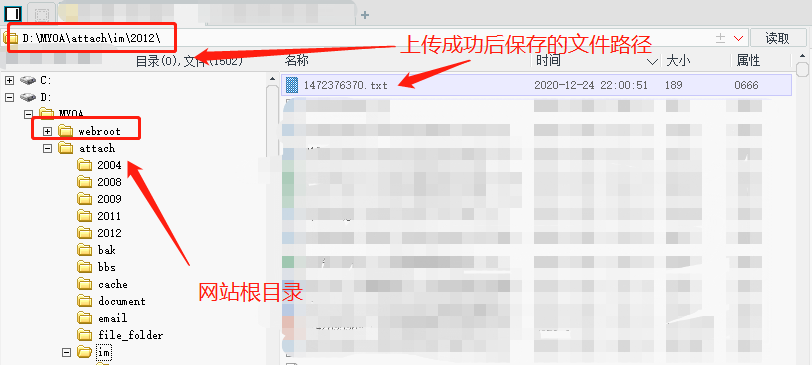 D:\MYOA\attach\im\2012\
读取
上传成功后保存的文件路径
目录(0),文件(1502)
名称
时间
大小
属性
C:
1472376370.txt
2020-12-24 22:00:51
189
0666
D:
MYOA
webroot
attach
2004
2008
2009
2011
2012
bak
bbs
cache
网站根目录
document
email
file_folder
im